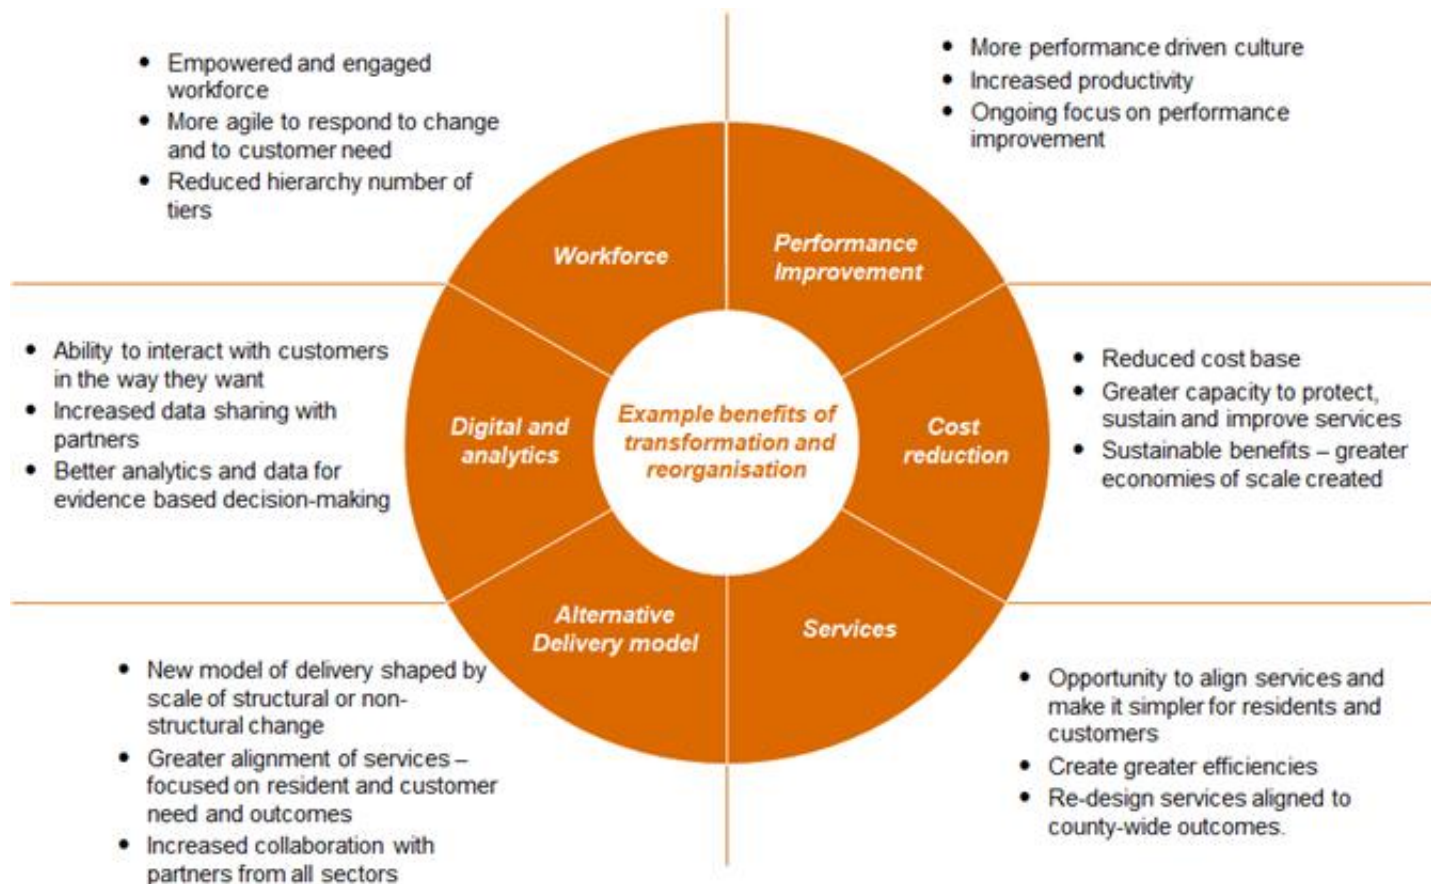 • Empowered and engaged
workforce
• More agile to respond to change
and to customer need
• Reduced hierarchy number of
tiers
• More performance driven culture
• Increased productivity
• Ongoing focus on performance
improvement
Workforce
Performance
Improvement
• Ability to interact with customers
in the way they want
• Increased data sharing with
partners
• Better analytics and data for
evidence based decision-making
Digital and
analytics
Example benefits of
transformation and
reorganisation
Cost
reduction
• Reduced cost base
• Greater capacity to protect,
sustain and improve services
• Sustainable benefits – greater
economies of scale created
Alternative
Delivery model
Services
• New model of delivery shaped by
scale of structural or non-
structural change
• Greater alignment of services –
focused on resident and customer
need and outcomes
• Increased collaboration with
partners from all sectors
• Opportunity to align services and
make it simpler for residents and
customers
• Create greater efficiencies
• Re-design services aligned to
county-wide outcomes.